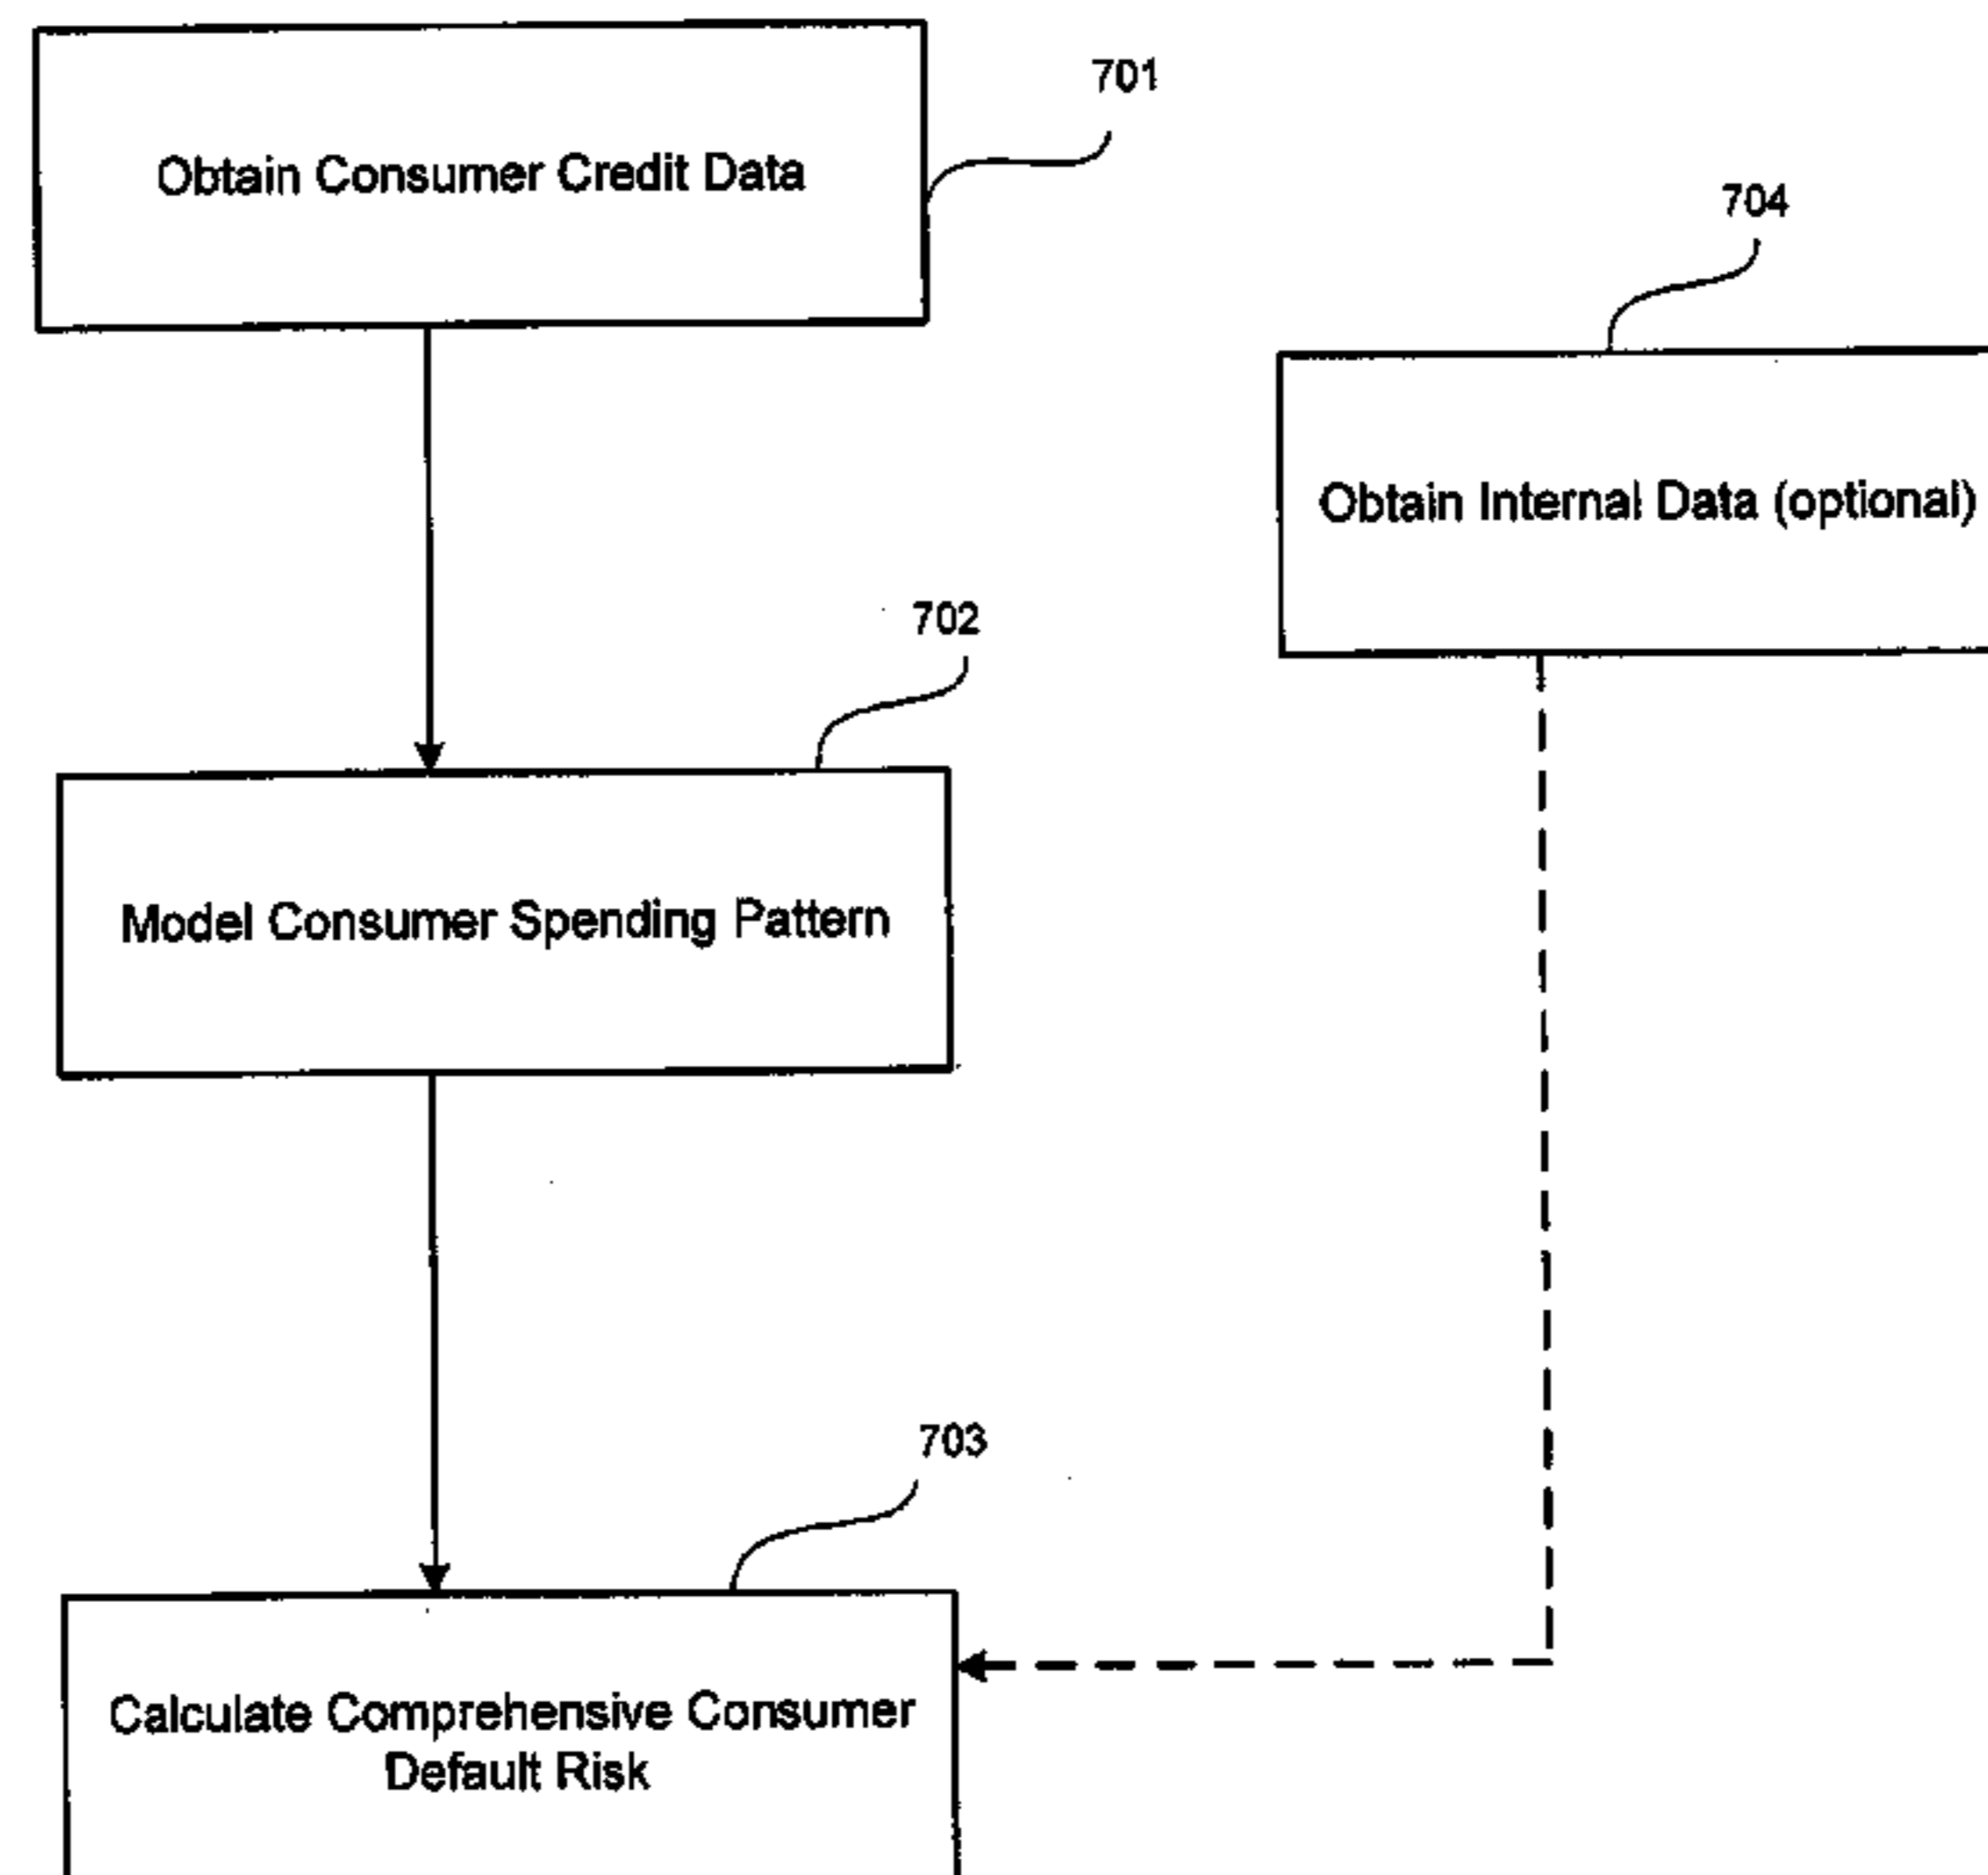 701
Obtain Consumer Credit Data
704
Obtain Internal Data (optional)
702
Model Consumer Spending Pattern
703
Calculate Comprehensive Consumer
Default Risk